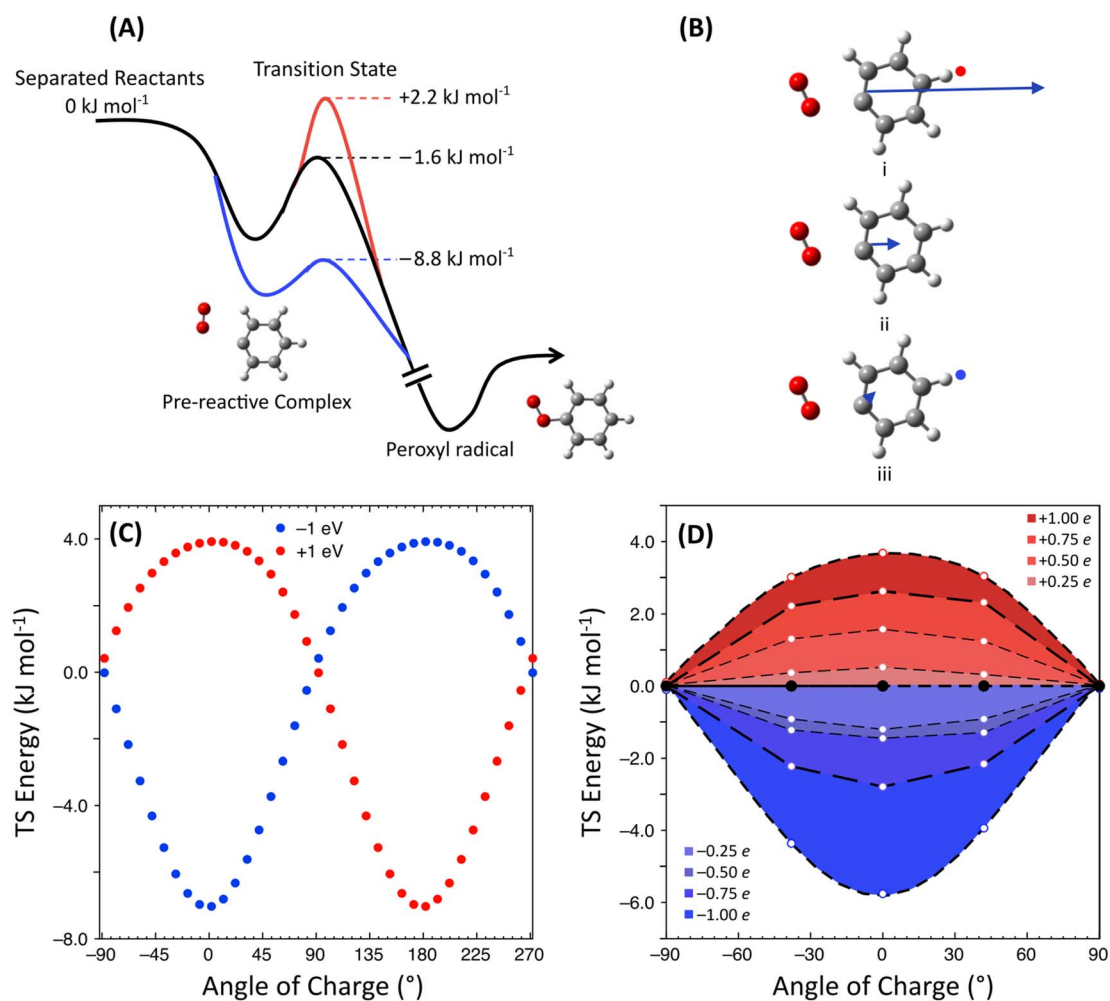 (A)
Separated Reactants
0 kJ mol⁻¹
Transition State
+2.2 kJ mol⁻¹
−1.6 kJ mol⁻¹
−8.8 kJ mol⁻¹
Pre-reactive Complex
Peroxyl radical
(B)
i
ii
iii
(C)
−1 eV
+1 eV
TS Energy (kJ mol⁻¹)
4.0
0.0
−4.0
−8.0
−90 −45 0 45 90 135 180 225 270
Angle of Charge (°)
(D)
+1.00 e
+0.75 e
+0.50 e
+0.25 e
−0.25 e
−0.50 e
−0.75 e
−1.00 e
TS Energy (kJ mol⁻¹)
4.0
2.0
0.0
−2.0
−4.0
−6.0
−90 −60 −30 0 30 60 90
Angle of Charge (°)